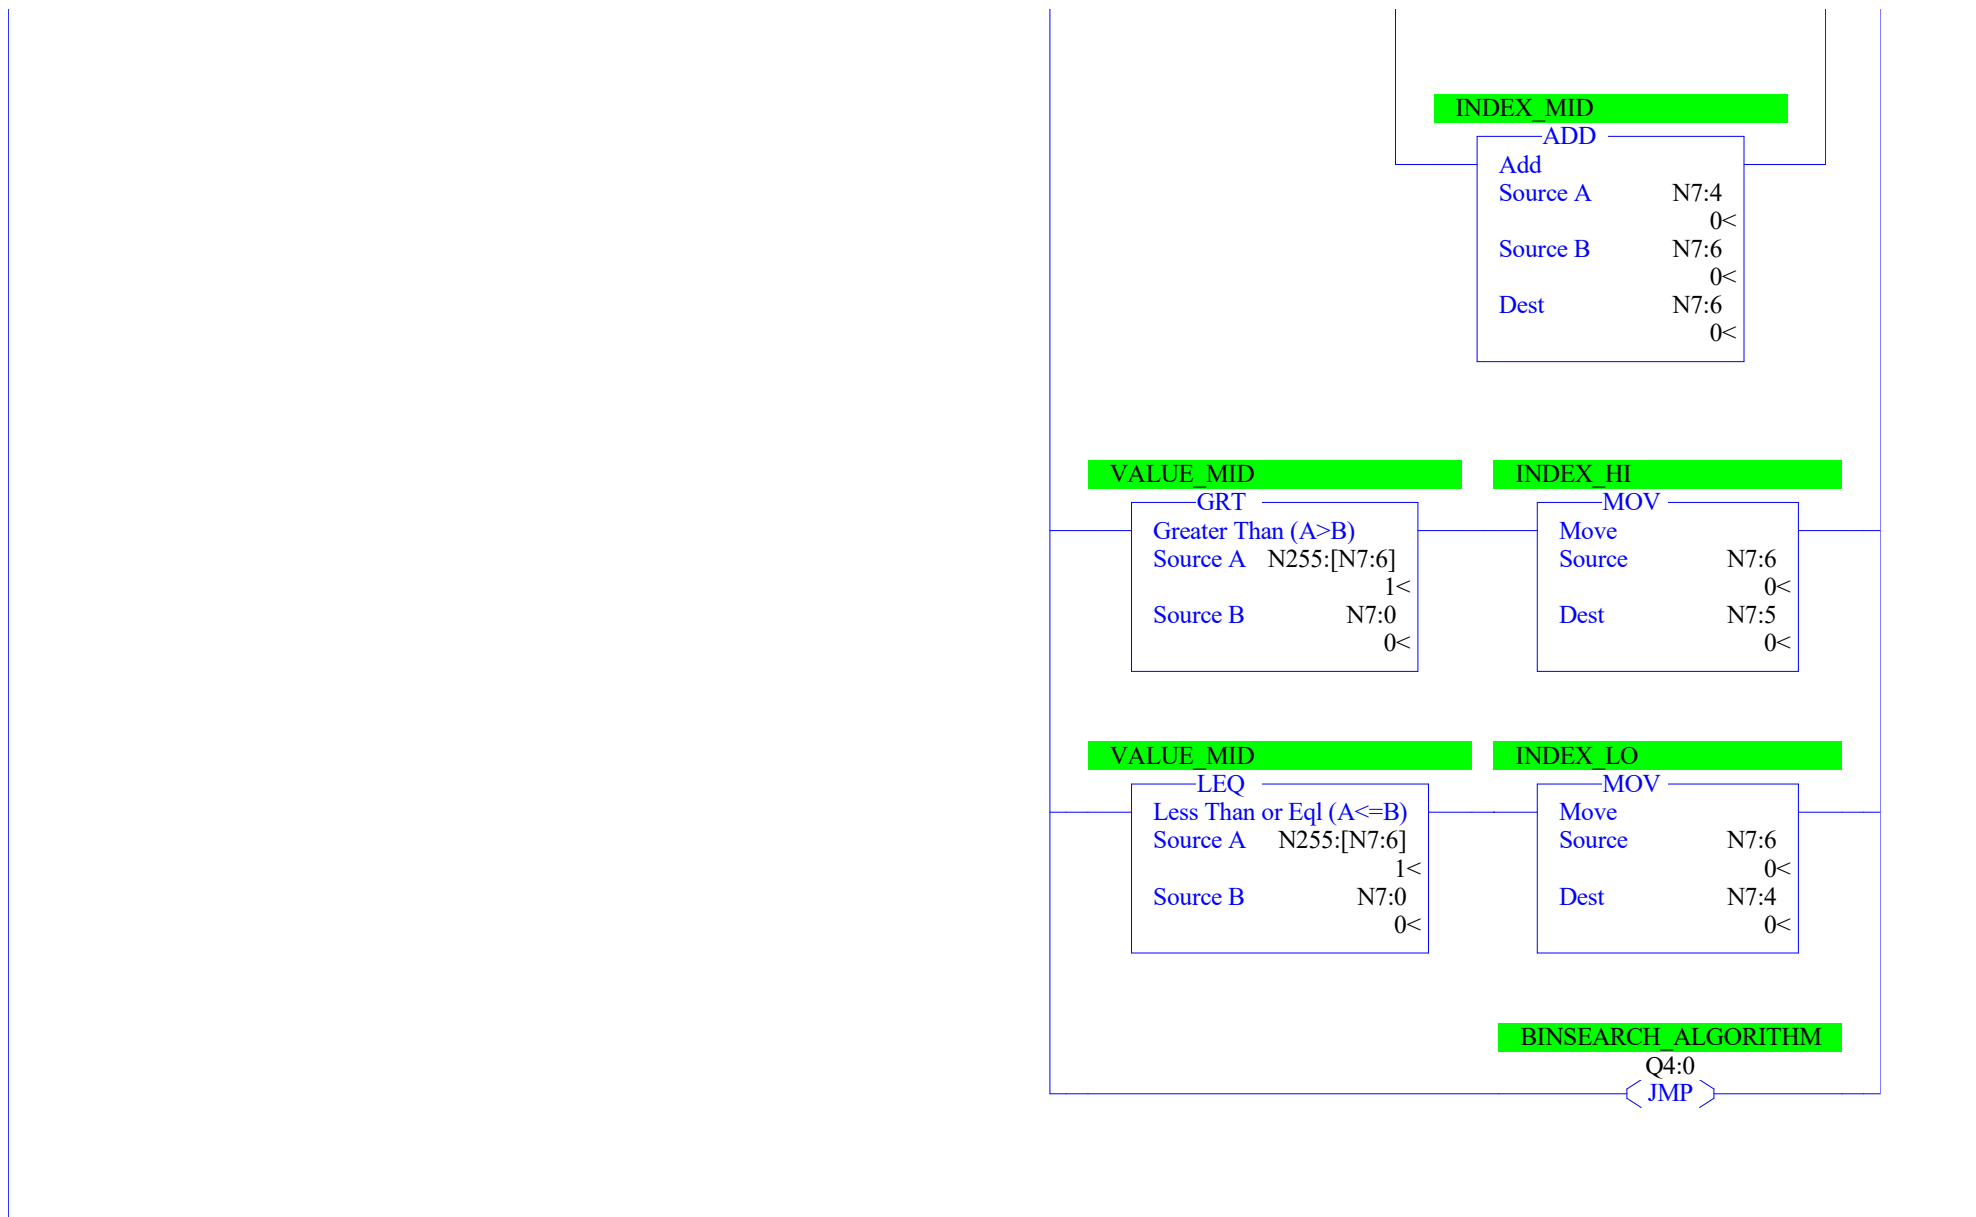 INDEX_MID
ADD
Add
Source A N7:4
0<
Source B N7:6
0<
Dest N7:6
0<
VALUE_MID INDEX_HI
GRT MOV
Greater Than (A>B) Move
Source A N255:[N7:6] Source N7:6
1< 0<
Source B N7:0 Dest N7:5
0< 0<
VALUE_MID INDEX_LO
LEQ MOV
Less Than or Eql (A<=B) Move
Source A N255:[N7:6] Source N7:6
1< 0<
Source B N7:0 Dest N7:4
0< 0<
BINSEARCH_ALGORITHM
Q4:0
JMP